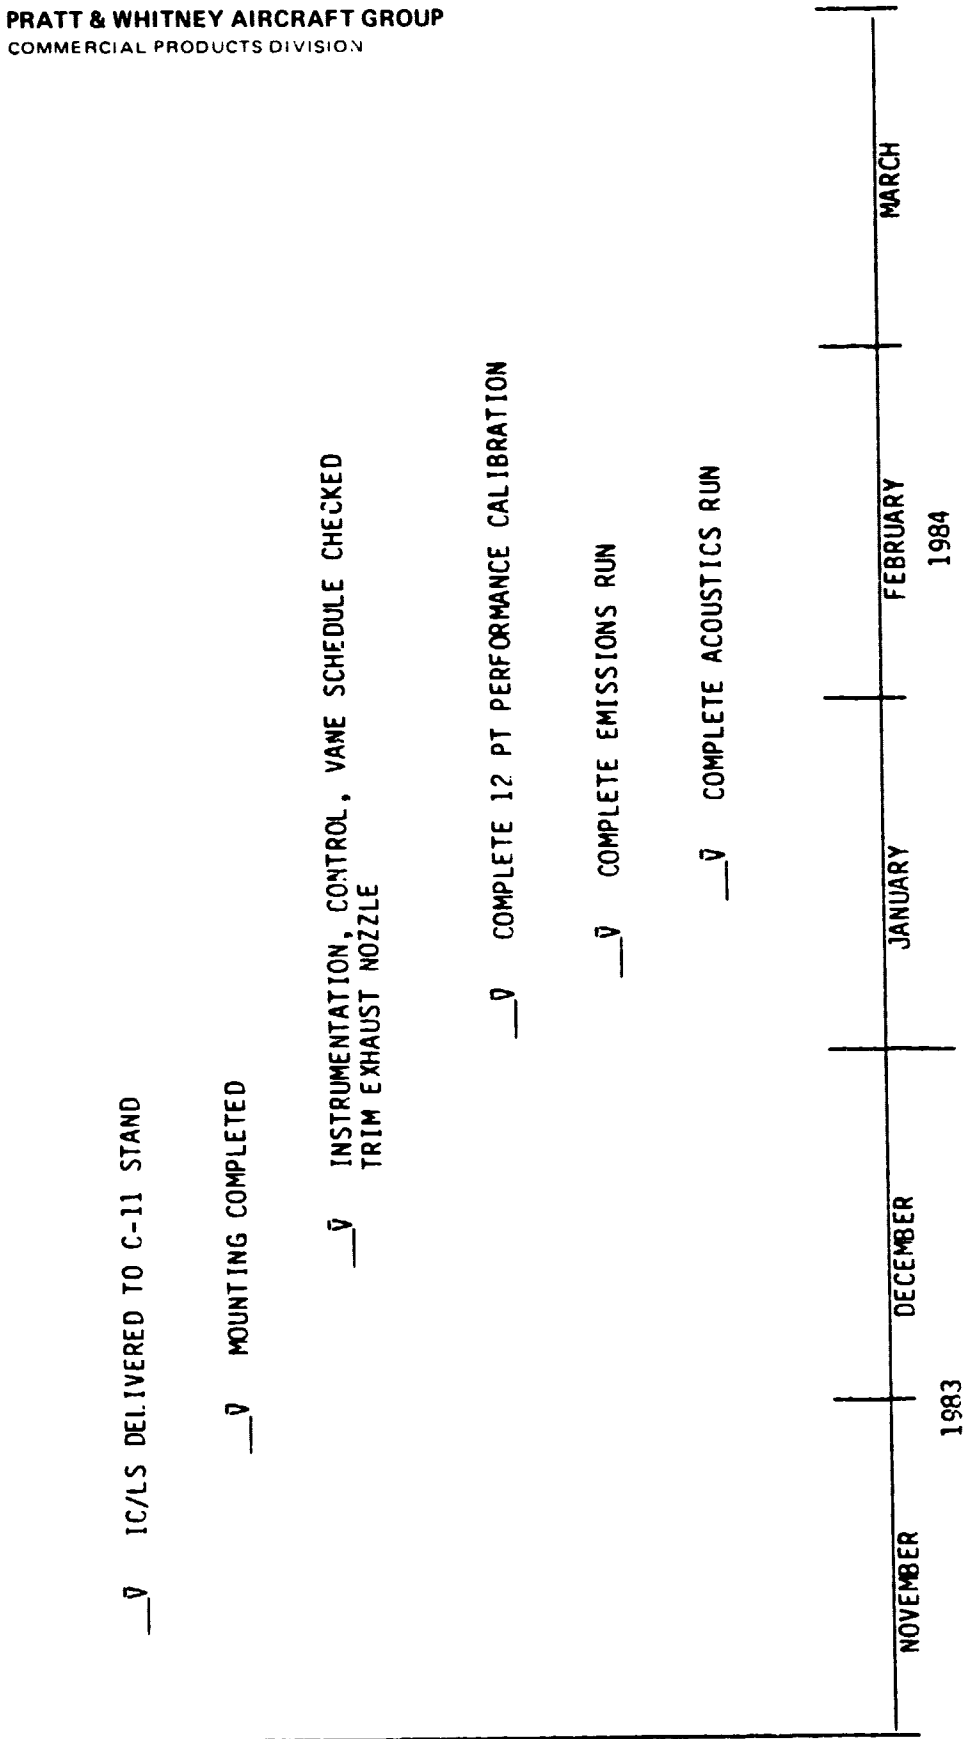 PRATT & WHITNEY AIRCRAFT GROUP
COMMERCIAL PRODUCTS DIVISION
IC/LS DELIVERED TO C-11 STAND
MOUNTING COMPLETED
INSTRUMENTATION, CONTROL, VANE SCHEDULE CHECKED
TRIM EXHAUST NOZZLE
COMPLETE 12 PT PERFORMANCE CALIBRATION
COMPLETE EMISSIONS RUN
COMPLETE ACOUSTICS RUN
NOVEMBER DECEMBER JANUARY FEBRUARY MARCH
1983 1984